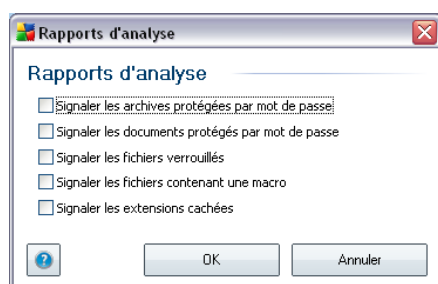 Rapports d'analyse
Rapports d'analyse
Signaler les archives protégées par mot de passe
Signaler les documents protégés par mot de passe
Signaler les fichiers verrouillés
Signaler les fichiers contenant une macro
Signaler les extensions cachées
?
OK
Annuler